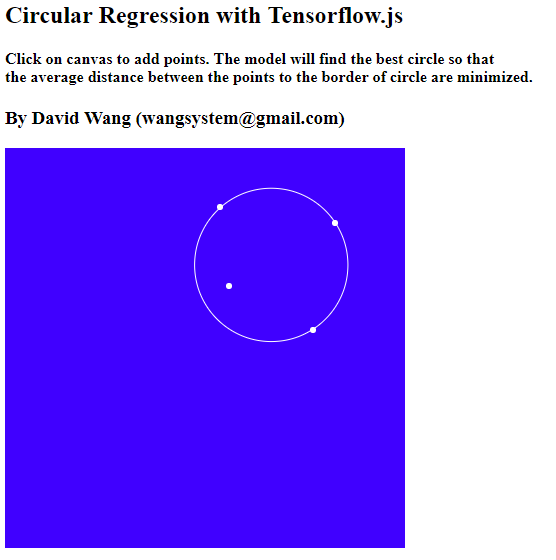 Circular Regression with Tensorflow.js
Click on canvas to add points. The model will find the best circle so that
the average distance between the points to the border of circle are minimized.
By David Wang (wangsystem@gmail.com)